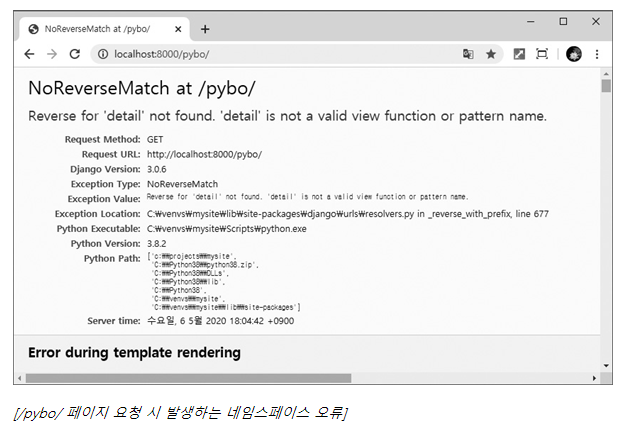 NoReverseMatch at /pybo/
localhost:8000/pybo/
NoReverseMatch at /pybo/
Reverse for 'detail' not found. 'detail' is not a valid view function or pattern name.
Request Method: GET
Request URL: http://localhost:8000/pybo/
Django Version: 3.0.6
Exception Type: NoReverseMatch
Exception Value: Reverse for 'detail' not found. 'detail' is not a valid view function or pattern name.
Exception Location: C:₩venvs₩mysite₩lib₩site-packages₩django₩urls₩resolvers.py in _reverse_with_prefix, line 677
Python Executable: C:₩venvs₩mysite₩Scripts₩python.exe
Python Version: 3.8.2
Python Path: ['c:₩₩projects₩₩mysite',
'C:₩₩Python38₩₩python38.zip',
'C:₩₩Python38₩₩DLLs',
'C:₩₩Python38₩₩lib',
'C:₩₩Python38',
'C:₩₩venvs₩₩mysite',
'C:₩₩venvs₩₩mysite₩₩lib₩₩site-packages']
Server time: 수요일, 6 5월 2020 18:04:42 +0900
Error during template rendering
[/pybo/ 페이지 요청 시 발생하는 네임스페이스 오류]